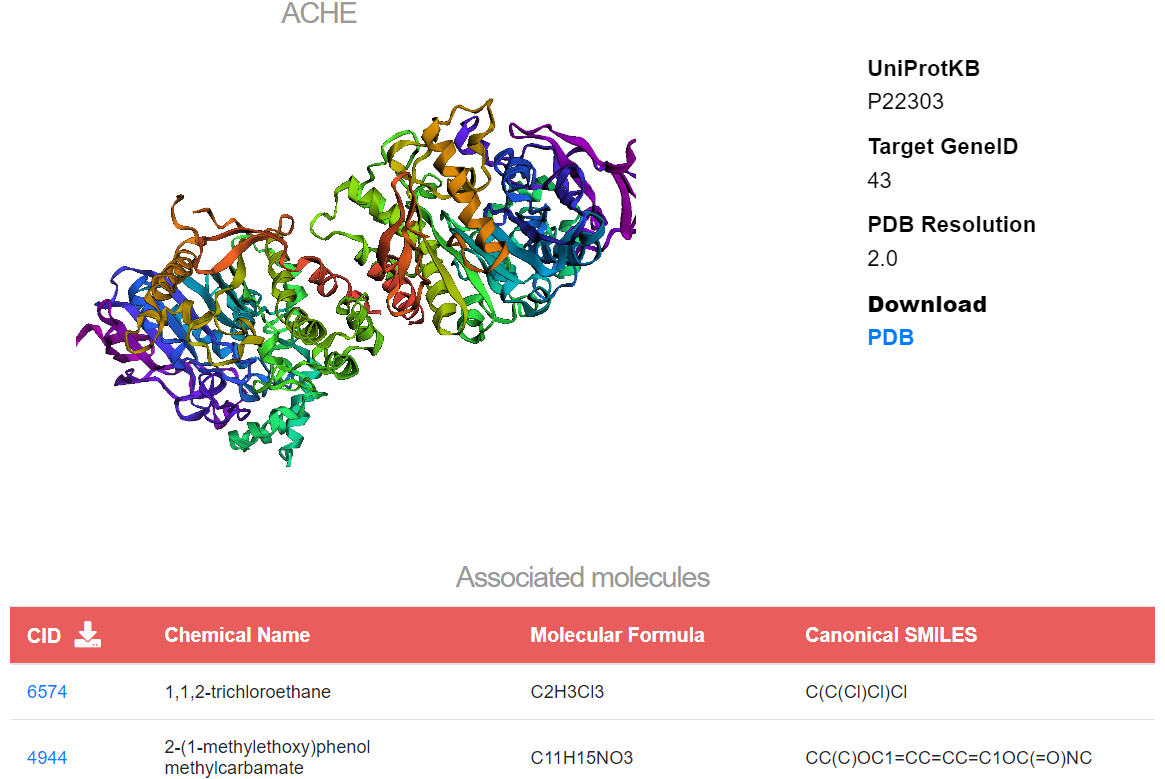 ACHE
UniProtKB
P22303
Target GeneID
43
PDB Resolution
2.0
Download
PDB
Associated molecules
CID Chemical Name Molecular Formula Canonical SMILES
6574 1,1,2-trichloroethane C2H3Cl3 C(C(Cl)Cl)Cl
2-(1-methylethoxy)phenol
4944 C11H15NO3 CC(C)OC1=CC=CC=C1OC(=O)NC
methylcarbamate